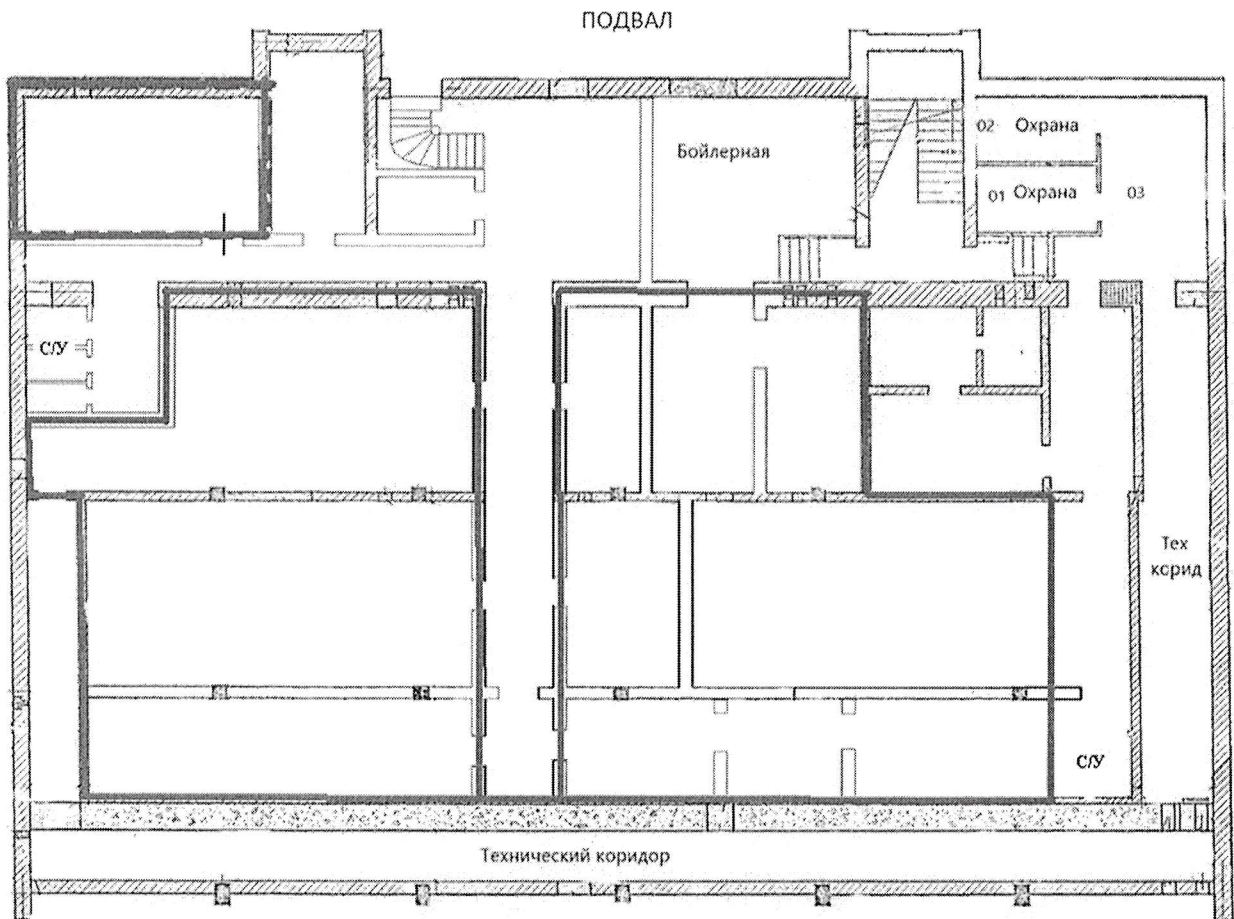 ПОДВАЛ
02 Охрана
Бойлерная
01 Охрана 03
С/У
Тех
корид
С/У
Технический коридор